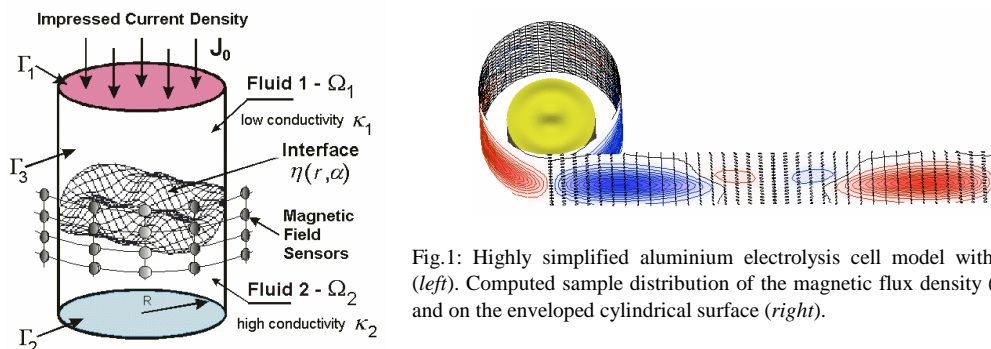 Impressed Current Density
J0
Γ1
Fluid 1 - Ω1
low conductivity κ1
Interface
η(r,α)
Γ3
Magnetic
Field
Sensors
R
Fluid 2 - Ω2
high conductivity κ2
Γ2
Fig.1: Highly simplified aluminium electrolysis cell model with
(left). Computed sample distribution of the magnetic flux density (
and on the enveloped cylindrical surface (right).